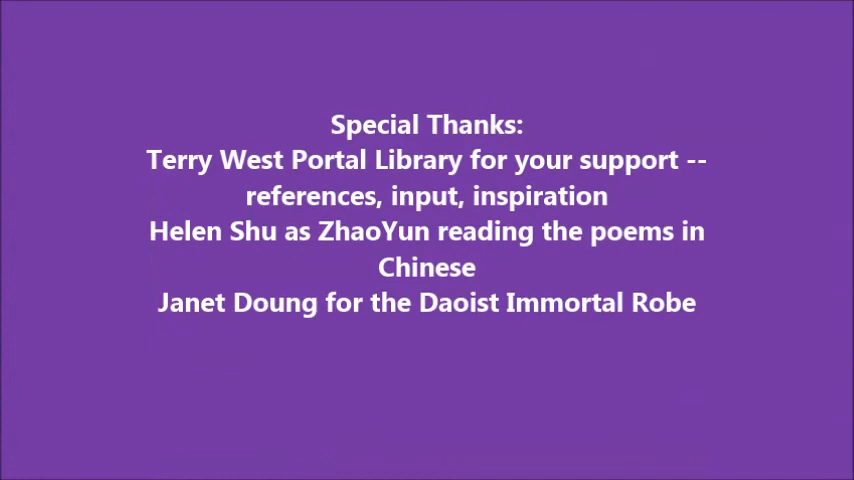 Special Thanks:
Terry West Portal Library for your support --
references, input, inspiration
Helen Shu as ZhaoYun reading the poems in
Chinese
Janet Doung for the Daoist Immortal Robe